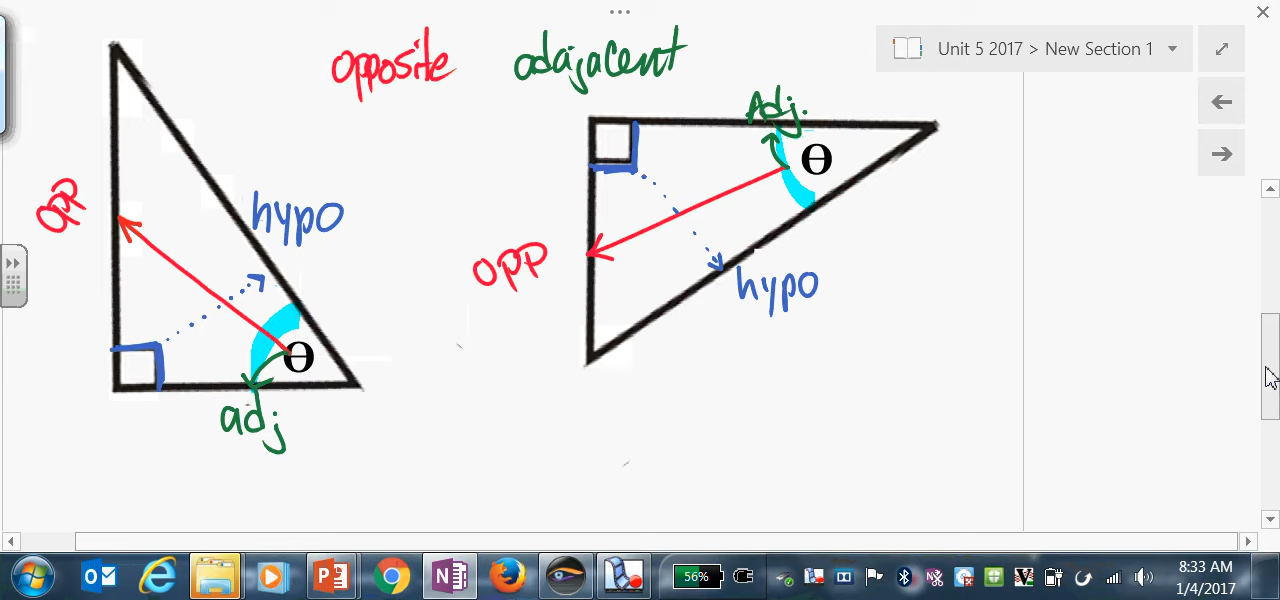 opposite adajacent
Unit 5 2017 > New Section 1
Adj.
θ
opp
hypo
opp
hypo
θ
adj
56%
8:33 AM
1/4/2017